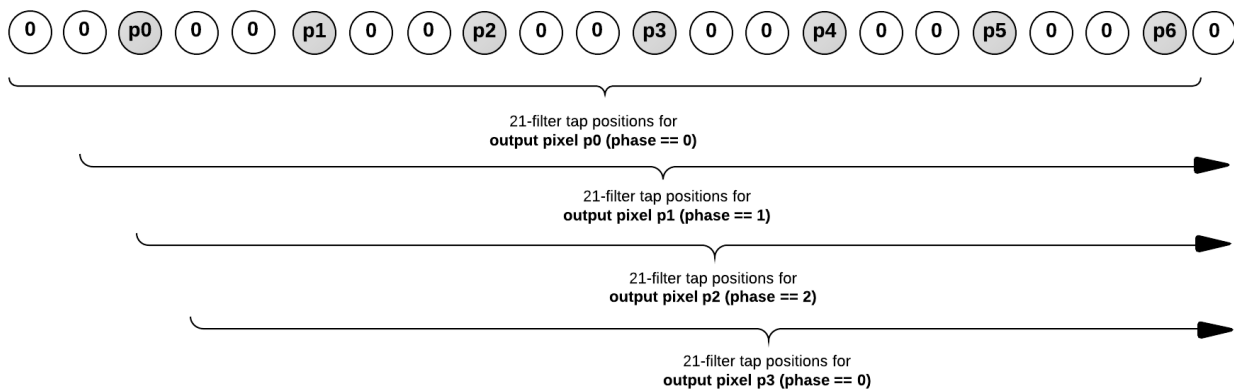 0 0 p0 0 0 p1 0 0 p2 0 0 p3 0 0 p4 0 0 p5 0 0 p6 0
21-filter tap positions for
output pixel p0 (phase == 0)
21-filter tap positions for
output pixel p1 (phase == 1)
21-filter tap positions for
output pixel p2 (phase == 2)
21-filter tap positions for
output pixel p3 (phase == 0)